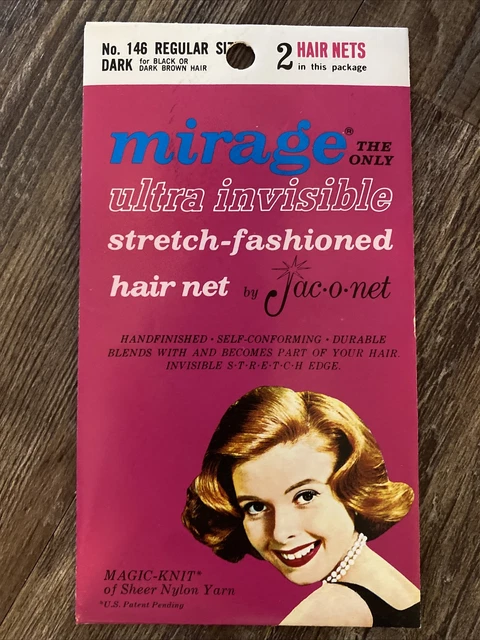 No. 146 REGULAR SIZE
DARK for BLACK OR
DARK BROWN HAIR
2 HAIR NETS
in this package
mirage® THE
ONLY
ultra invisible
stretch-fashioned
hair net by Jac·o·net
HANDFINISHED · SELF-CONFORMING · DURABLE
BLENDS WITH AND BECOMES PART OF YOUR HAIR.
INVISIBLE S·T·R·E·T·C·H EDGE.
MAGIC-KNIT*
of Sheer Nylon Yarn
*U.S. Patent Pending